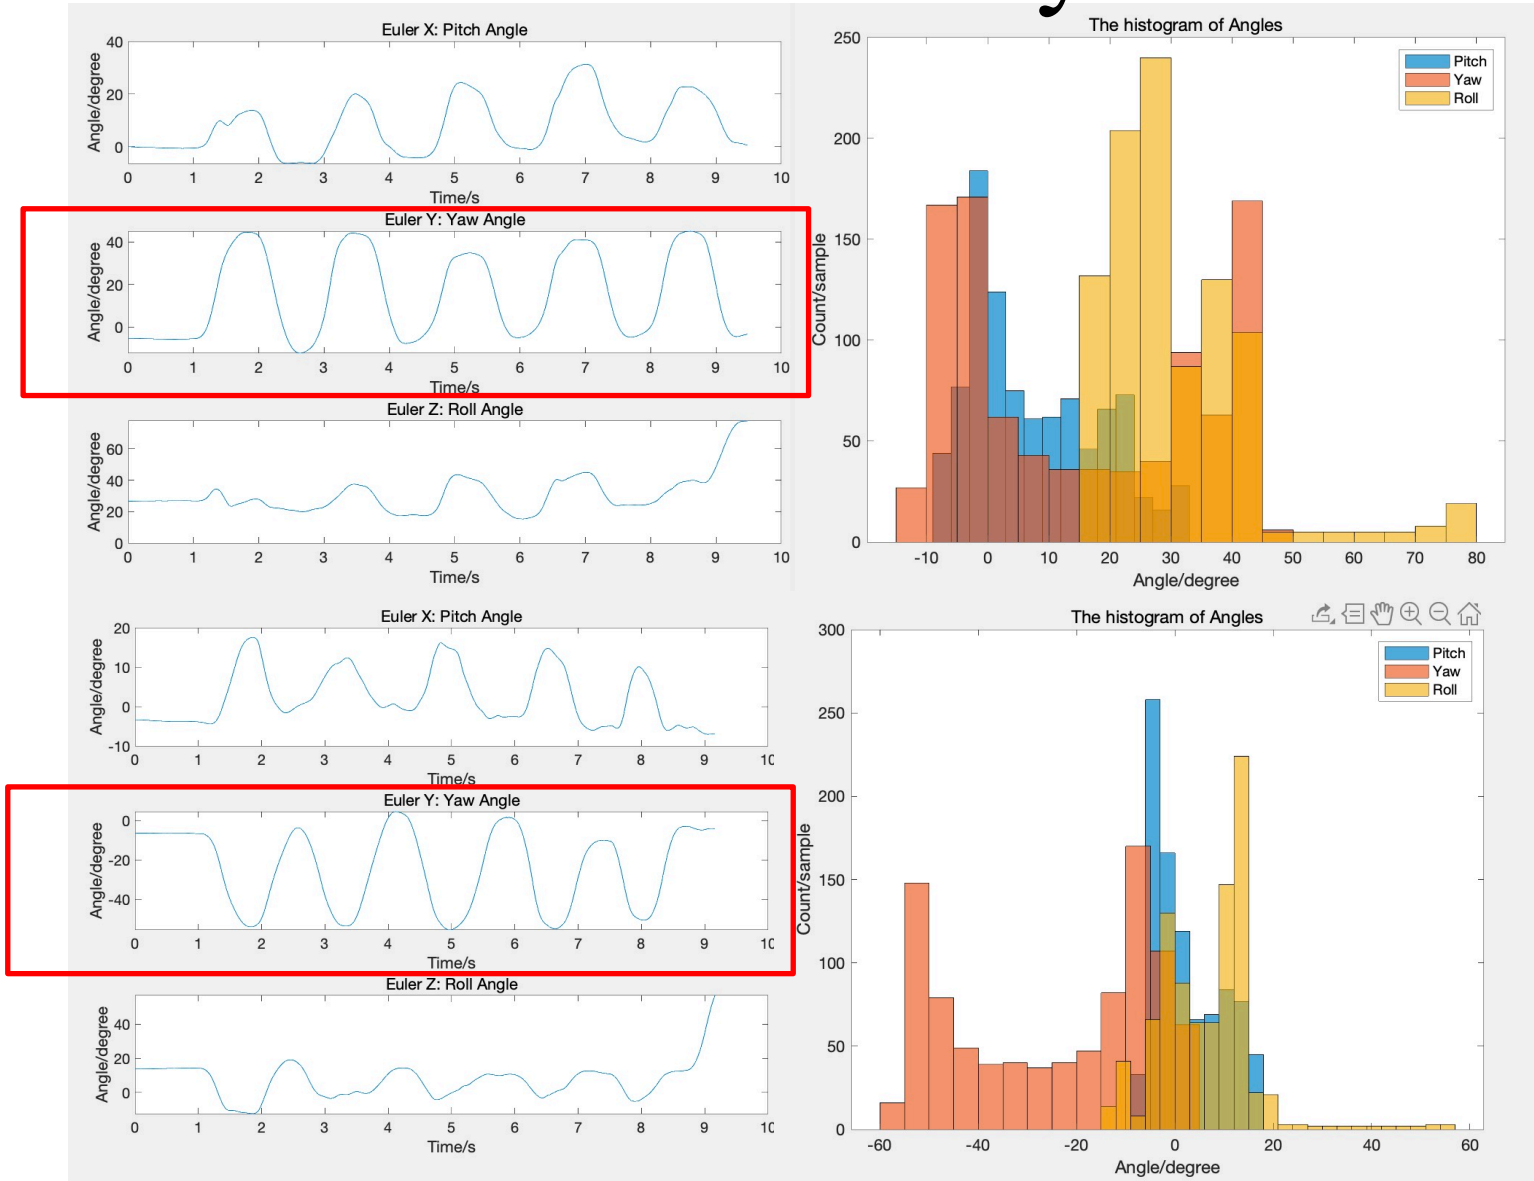 y
Euler X: Pitch Angle
Angle/degree
40
20
0
0 1 2 3 4 5 6 7 8 9 10
Time/s
Euler Y: Yaw Angle
Angle/degree
40
20
0
0 1 2 3 4 5 6 7 8 9 10
Time/s
Euler Z: Roll Angle
Angle/degree
60
40
20
0
0 1 2 3 4 5 6 7 8 9 10
Time/s
The histogram of Angles
Pitch
Yaw
Roll
Count/sample
250
200
150
100
50
0
-10 0 10 20 30 40 50 60 70 80
Angle/degree
Euler X: Pitch Angle
Angle/degree
20
10
0
-10
0 1 2 3 4 5 6 7 8 9 10
Time/s
Euler Y: Yaw Angle
Angle/degree
0
-20
-40
0 1 2 3 4 5 6 7 8 9 10
Time/s
Euler Z: Roll Angle
Angle/degree
40
20
0
0 1 2 3 4 5 6 7 8 9 10
Time/s
The histogram of Angles
Pitch
Yaw
Roll
Count/sample
300
250
200
150
100
50
0
-60 -40 -20 0 20 40 60
Angle/degree